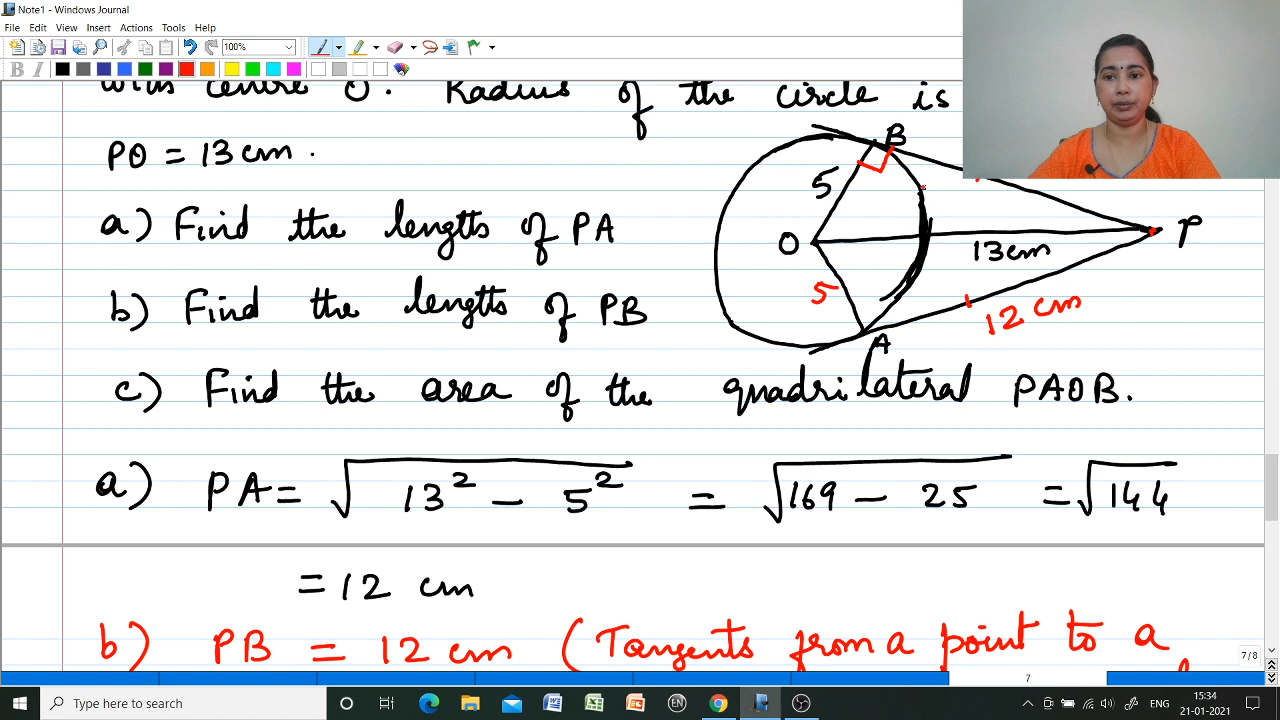 Note1 - Windows Journal
File Edit View Insert Actions Tools Help
100%
B I
with centre O. Radius of the circle is
PO = 13 cm.
a) Find the lengths of PA
b) Find the lengths of PB
c) Find the area of the quadrilateral PAOB.
B
5
O
13cm
P
5
12 cm
A
a) PA = √13² - 5² = √169 - 25 = √144
= 12 cm
b) PB = 12 cm (Tangents from a point to a
7/8
7
Type here to search
EN
ENG
15:34
21-01-2021